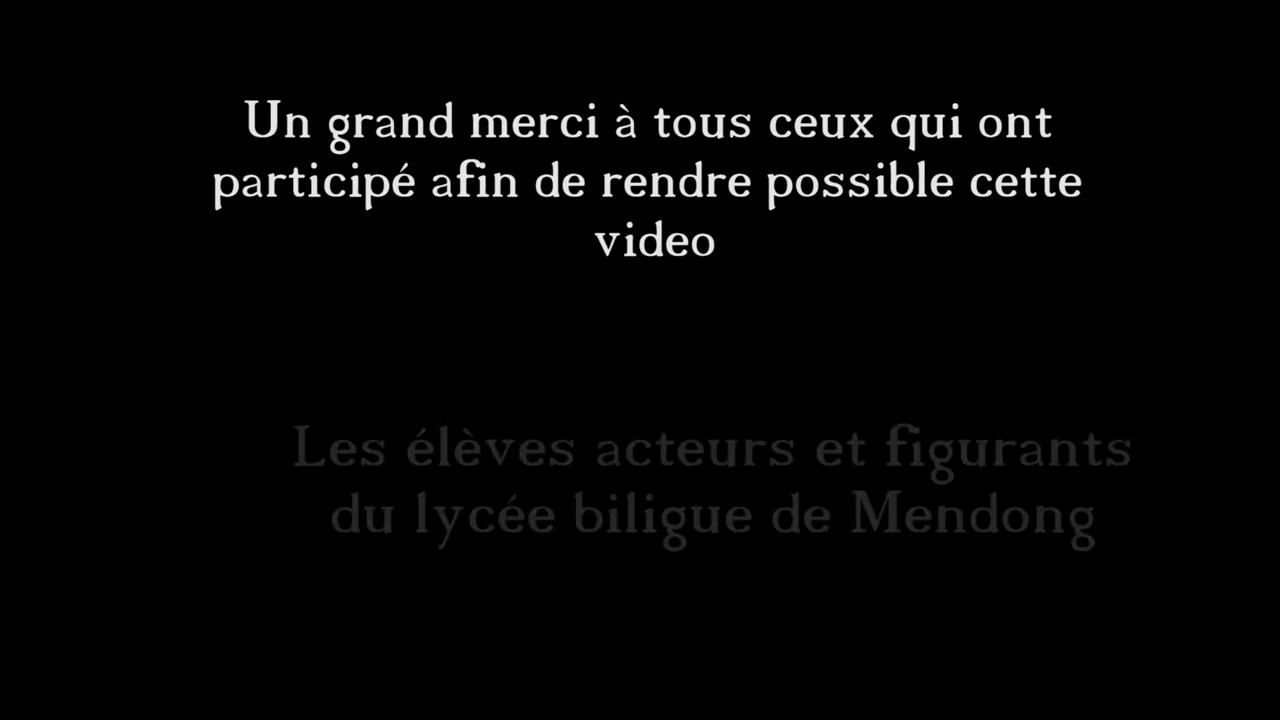 Un grand merci à tous ceux qui ont
participé afin de rendre possible cette
video
Les élèves acteurs et figurants
du lycée biligue de Mendong